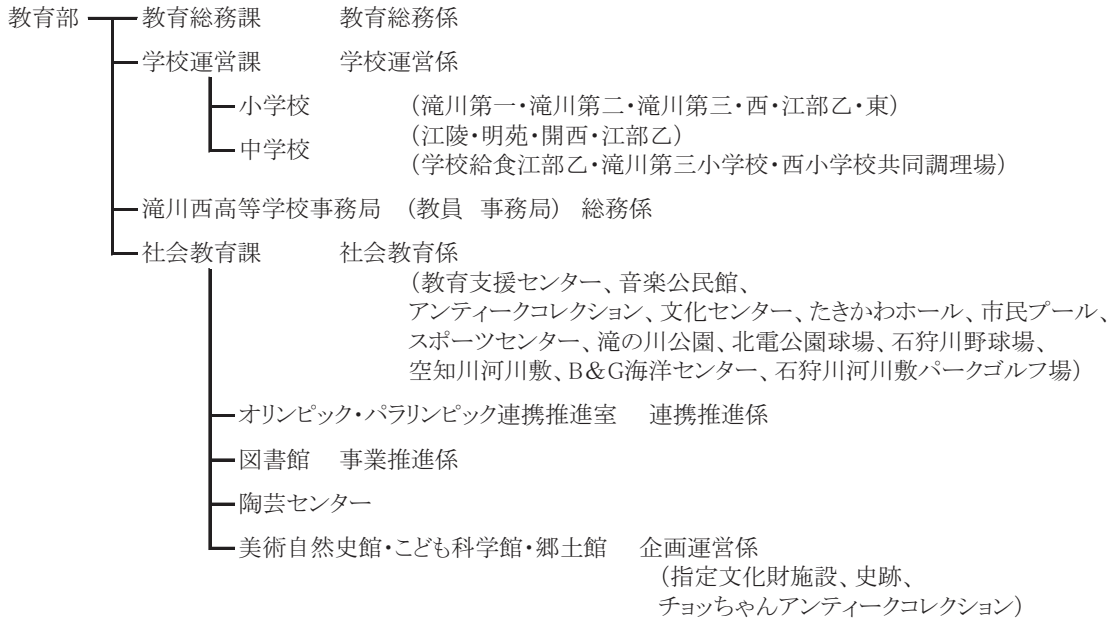 教育部 教育総務課 教育総務係
学校運営課 学校運営係
小学校 (滝川第一・滝川第二・滝川第三・西・江部乙・東)
中学校 (江陵・明苑・開西・江部乙)
(学校給食江部乙・滝川第三小学校・西小学校共同調理場)
滝川西高等学校事務局 (教員 事務局) 総務係
社会教育課 社会教育係
(教育支援センター、音楽公民館、
アンティークコレクション、文化センター、たきかわホール、市民プール、
スポーツセンター、滝の川公園、北電公園球場、石狩川野球場、
空知川河川敷、B&G海洋センター、石狩川河川敷パークゴルフ場)
オリンピック・パラリンピック連携推進室 連携推進係
図書館 事業推進係
陶芸センター
美術自然史館・こども科学館・郷土館 企画運営係
(指定文化財施設、史跡、
チョッちゃんアンティークコレクション)